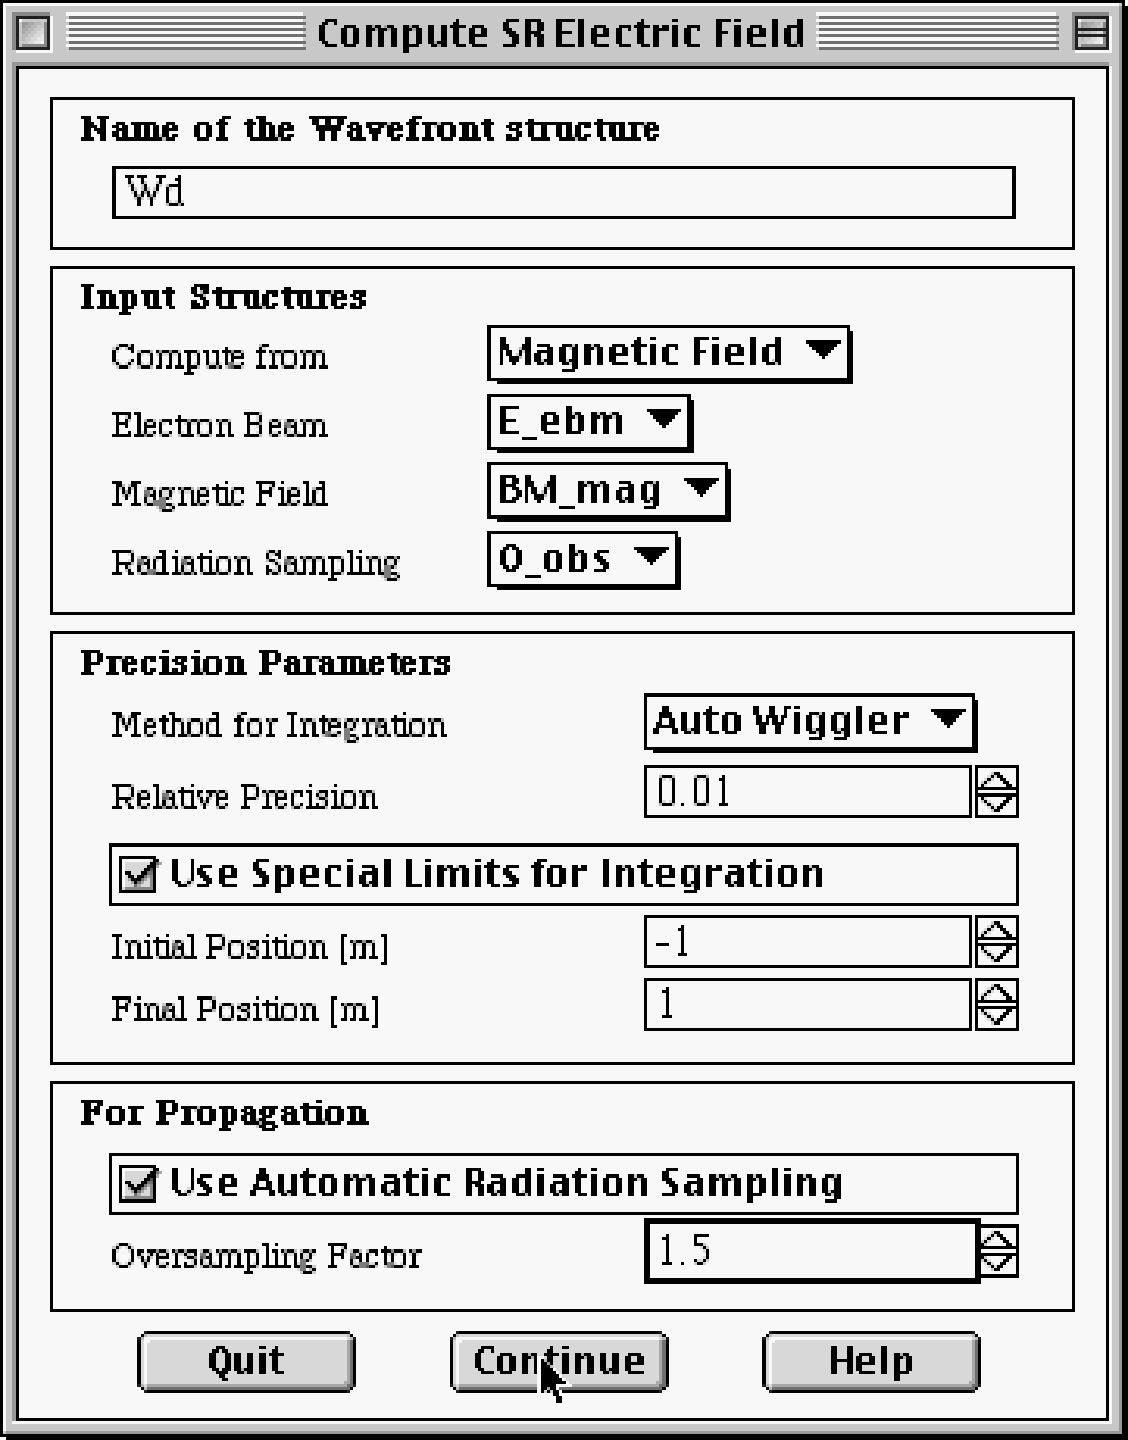 Compute SR Electric Field
Name of the Wavefront structure
Wd
Input Structures
Compute from Magnetic Field
Electron Beam E_ebm
Magnetic Field BM_mag
Radiation Sampling O_obs
Precision Parameters
Method for Integration Auto Wiggler
Relative Precision 0.01
Use Special Limits for Integration
Initial Position [m] -1
Final Position [m] 1
For Propagation
Use Automatic Radiation Sampling
Oversampling Factor 1.5
Quit Continue Help